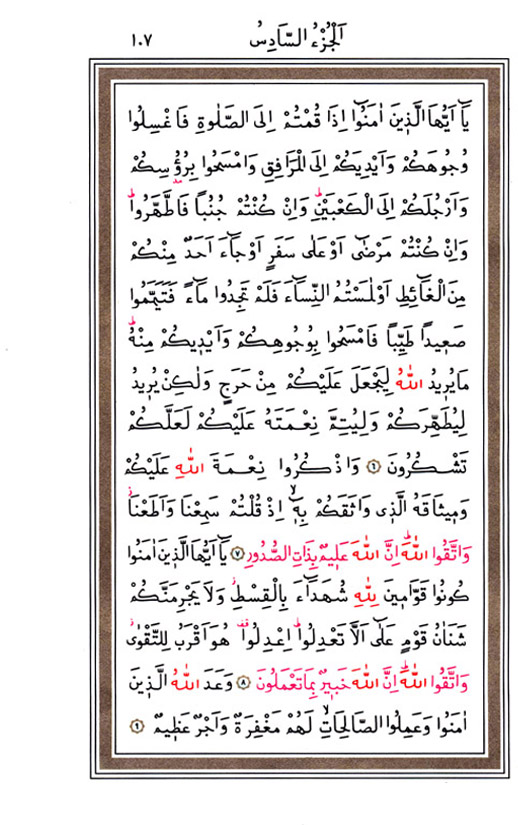 اَلْجُزْءُ السَّادِسُ
١٠٧
يَٓا اَيُّهَا الَّذ۪ينَ اٰمَنُٓوا اِذَا قُمْتُمْ اِلَى الصَّلٰوةِ فَاغْسِلُوا
وُجُوهَكُمْ وَاَيْدِيَكُمْ اِلَى الْمَرَافِقِ وَامْسَحُوا بِرُؤُ۫سِكُمْ
وَاَرْجُلَكُمْ اِلَى الْكَعْبَيْنِۜ وَاِنْ كُنْتُمْ جُنُبًا فَاطَّهَّرُواۜ
وَاِنْ كُنْتُمْ مَرْضٰٓى اَوْ عَلٰى سَفَرٍ اَوْ جَٓاءَ اَحَدٌ مِنْكُمْ
مِنَ الْغَٓائِطِ اَوْ لٰمَسْتُمُ النِّسَٓاءَ فَلَمْ تَجِدُوا مَٓاءً فَتَيَمَّمُوا
صَع۪يدًا طَيِّبًا فَامْسَحُوا بِوُجُوهِكُمْ وَاَيْد۪يكُمْ مِنْهُۜ
مَا يُر۪يدُ اللّٰهُ لِيَجْعَلَ عَلَيْكُمْ مِنْ حَرَجٍ وَلٰكِنْ يُر۪يدُ
لِيُطَهِّرَكُمْ وَلِيُتِمَّ نِعْمَتَهُ عَلَيْكُمْ لَعَلَّكُمْ
تَشْكُرُونَ ﴿٦﴾ وَاذْكُرُوا نِعْمَةَ اللّٰهِ عَلَيْكُمْ
وَم۪يثَاقَهُ الَّذ۪ي وَاثَقَكُمْ بِه۪ٓۙ اِذْ قُلْتُمْ سَمِعْنَا وَاَطَعْنَاۘ
وَاتَّقُوا اللّٰهَۜ اِنَّ اللّٰهَ عَل۪يمٌ بِذَاتِ الصُّدُورِ ﴿٧﴾ يَٓا اَيُّهَا الَّذ۪ينَ اٰمَنُوا
كُونُوا قَوَّام۪ينَ لِلّٰهِ شُهَدَٓاءَ بِالْقِسْطِۘ وَلَا يَجْرِمَنَّكُمْ
شَنَاٰنُ قَوْمٍ عَلٰٓى اَلَّا تَعْدِلُواۜ اِعْدِلُوا۠ هُوَ اَقْرَبُ لِلتَّقْوٰىۘ
وَاتَّقُوا اللّٰهَۜ اِنَّ اللّٰهَ خَب۪يرٌ بِمَا تَعْمَلُونَ ﴿٨﴾ وَعَدَ اللّٰهُ الَّذ۪ينَ
اٰمَنُوا وَعَمِلُوا الصَّالِحَاتِۙ لَهُمْ مَغْفِرَةٌ وَاَجْرٌ عَظ۪يمٌ ﴿٩﴾